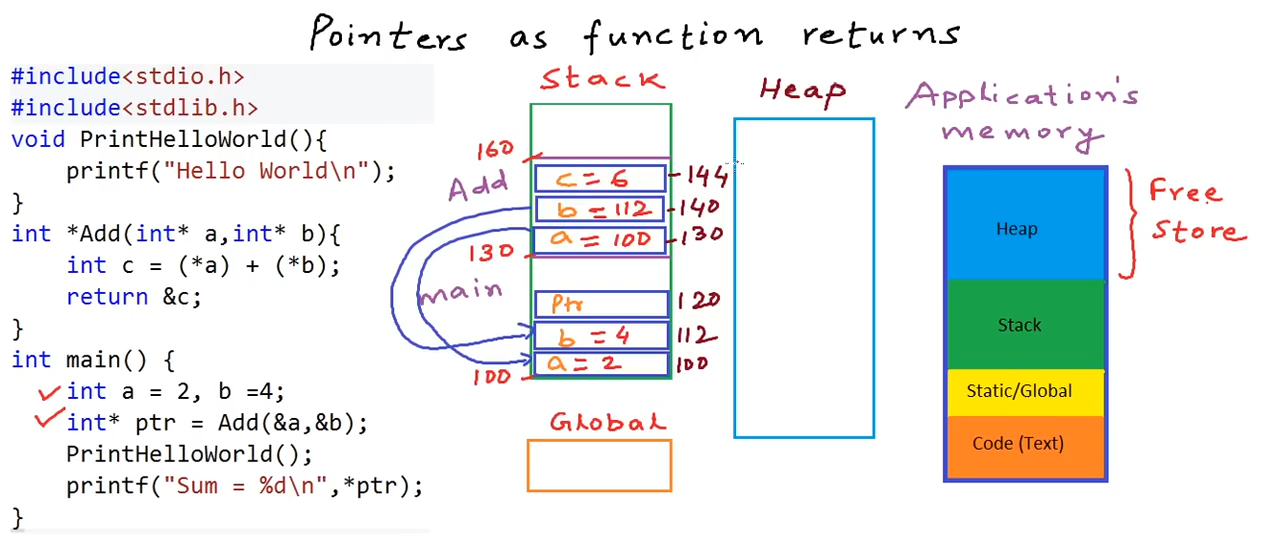 Pointers as function returns
#include<stdio.h>
#include<stdlib.h>
void PrintHelloWorld(){
    printf("Hello World\n");
}
int *Add(int* a,int* b){
    int c = (*a) + (*b);
    return &c;
}
int main() {
    int a = 2, b =4;
    int* ptr = Add(&a,&b);
    PrintHelloWorld();
    printf("Sum = %d\n",*ptr);
}
Stack
160
Add
c = 6 -144
b = 112 -140
a = 100 -130
130
main
Ptr 120
b = 4 112
a = 2 100
100
Global
Heap
Application's
memory
Heap
Stack
Static/Global
Code (Text)
Free
Store